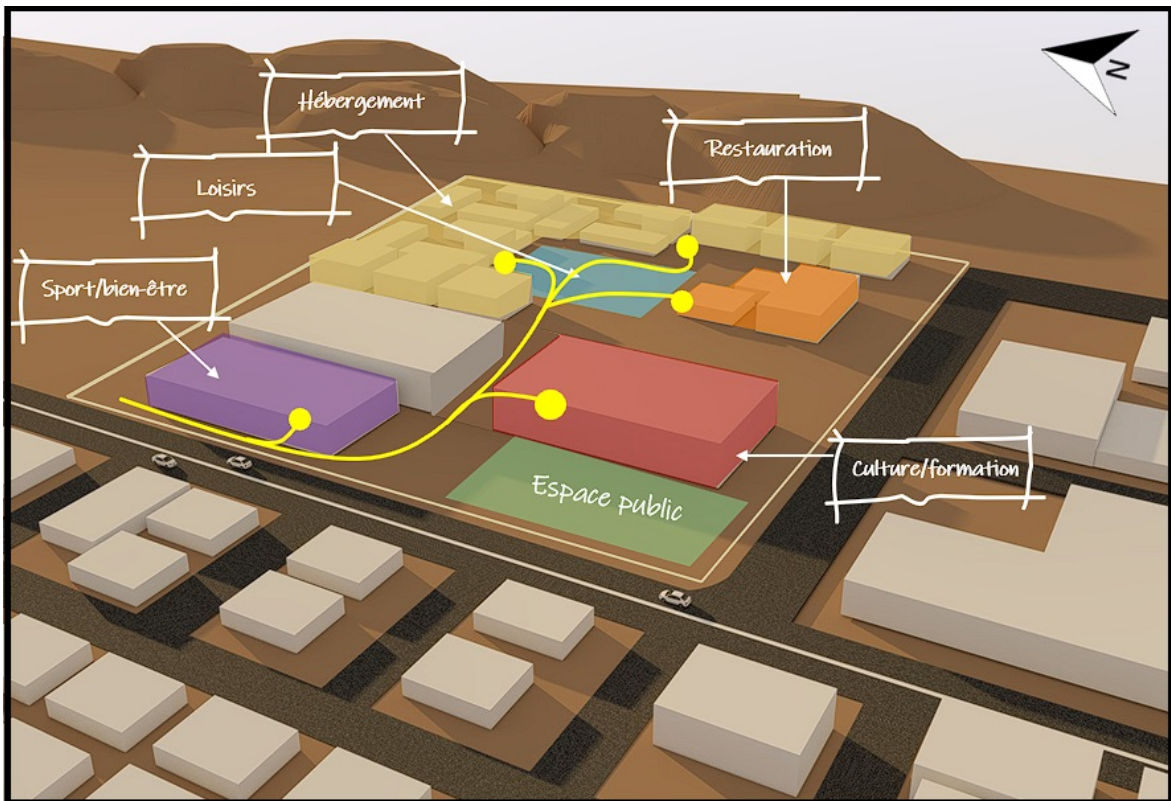 N
Hébergement
Restauration
Loisirs
Sport/bien-être
Culture/formation
Espace public